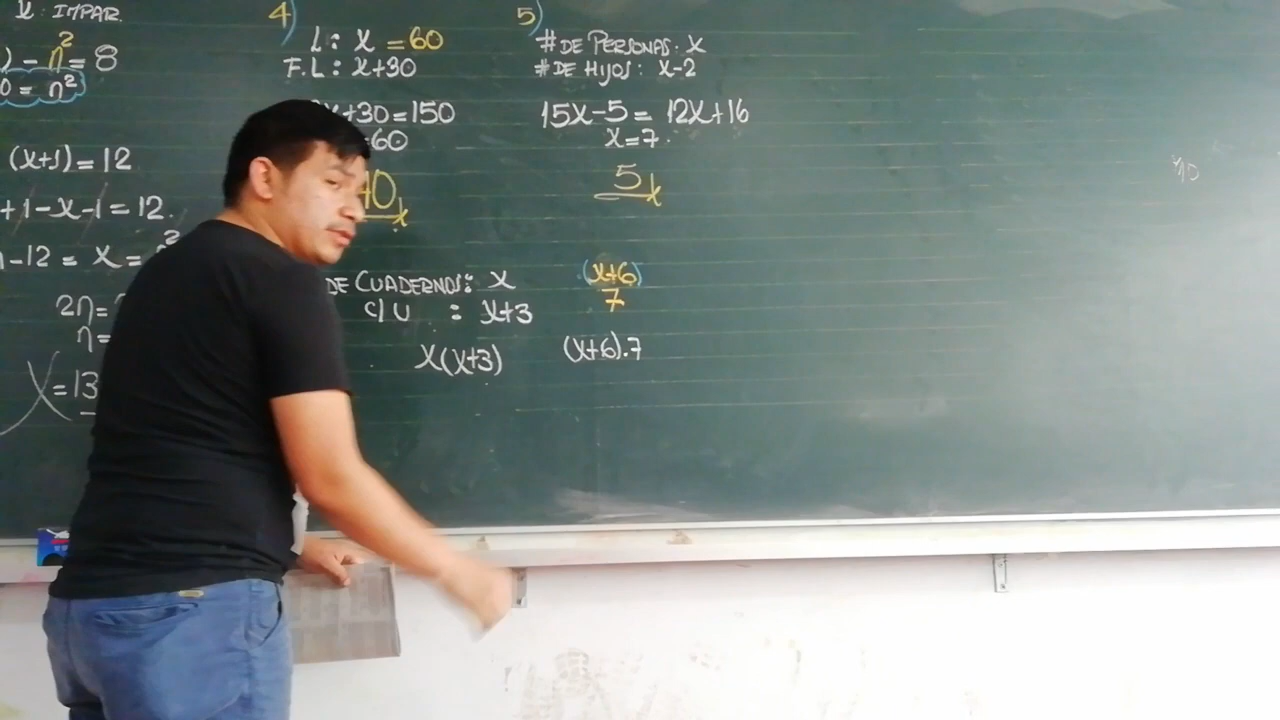 K: IMPAR.
) - n² = 8
0 = n²
(x+1) = 12
+1-x-1 = 12.
-12 = x =
2n=
n=
X=13
4)
L: x = 60
F.L: x+30
x+30=150
=60
5)
# DE PERSONAS: x
# DE HIJOS: x-2
15x-5= 12x+16
x=7.
5
DE CUADERNOS: x
c/u : x+3
x(x+3)
(x+6)
7
(x+6).7